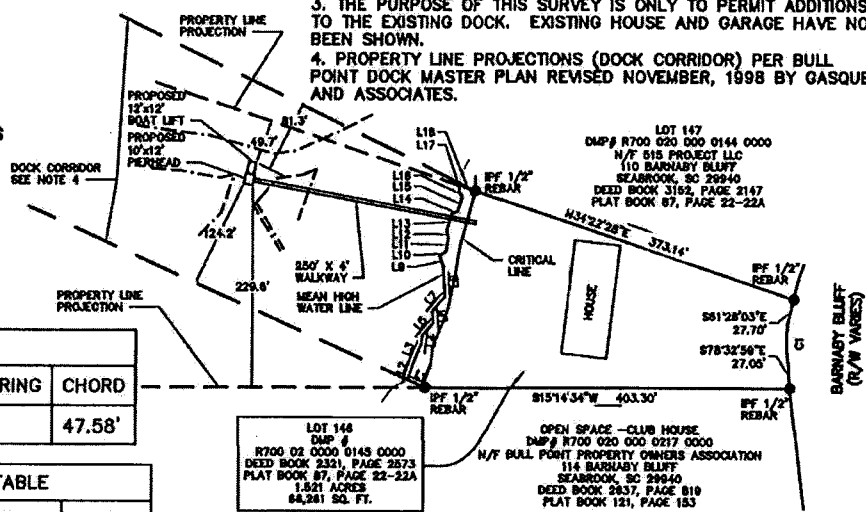 3. THE PURPOSE OF THIS SURVEY IS ONLY TO PERMIT ADDITIONS
TO THE EXISTING DOCK. EXISTING HOUSE AND GARAGE HAVE NO
BEEN SHOWN.
4. PROPERTY LINE PROJECTIONS (DOCK CORRIDOR) PER BULL
POINT DOCK MASTER PLAN REVISED NOVEMBER, 1998 BY GASQUE
AND ASSOCIATES.
PROPERTY LINE
PROJECTION
PROPOSED
12'x12'
BOAT LIFT
PROPOSED
10'x12'
PIERHEAD
S
DOCK CORRIDOR
SEE NOTE 4
49.7'
81.3'
124.2'
229.6'
L18
L17
L16
L15
L14
L13
L12
L11
L10
L9
IPF 1/2"
REBAR
LOT 147
DMP# R700 020 000 0144 0000
N/F 515 PROJECT LLC
110 BARNABY BLUFF
SEABROOK, SC 29940
DEED BOOK 3152, PAGE 2147
PLAT BOOK 87, PAGE 22-22A
N34°22'28"E
373.14'
250' X 4'
WALKWAY
MEAN HIGH
WATER LINE
CRITICAL
LINE
HOUSE
IPF 1/2"
REBAR
S61°28'03"E
27.70'
S78°32'56"E
27.05'
BARNABY BLUFF
(R/W VARIES)
PROPERTY LINE
PROJECTION
L7
L6
L3
L2
IPF 1/2"
REBAR
S15°14'34"W 403.30'
IPF 1/2"
REBAR
RING CHORD
47.58'
TABLE
LOT 146
DMP #
R700 02 0000 0145 0000
DEED BOOK 2321, PAGE 2573
PLAT BOOK 87, PAGE 22-22A
1.521 ACRES
66,261 SQ. FT.
OPEN SPACE -CLUB HOUSE
DMP# R700 020 000 0217 0000
N/F BULL POINT PROPERTY OWNERS ASSOCIATION
114 BARNABY BLUFF
SEABROOK, SC 29940
DEED BOOK 2637, PAGE 819
PLAT BOOK 121, PAGE 153